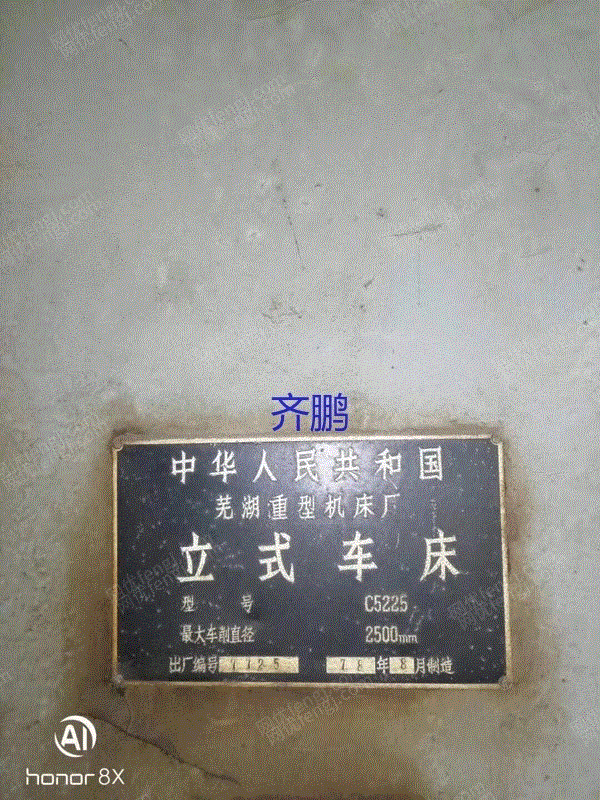 齐鹏
中华人民共和国
芜湖重型机床厂
立式车床
型 号 C5225
最大车削直径 2500mm
出厂编号 年 月制造
AI
honor 8X